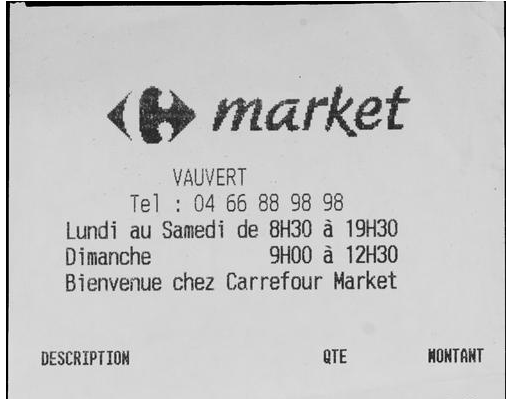 market
VAUVERT
Tel : 04 66 88 98 98
Lundi au Samedi de 8H30 à 19H30
Dimanche 9H00 à 12H30
Bienvenue chez Carrefour Market
DESCRIPTION QTE MONTANT